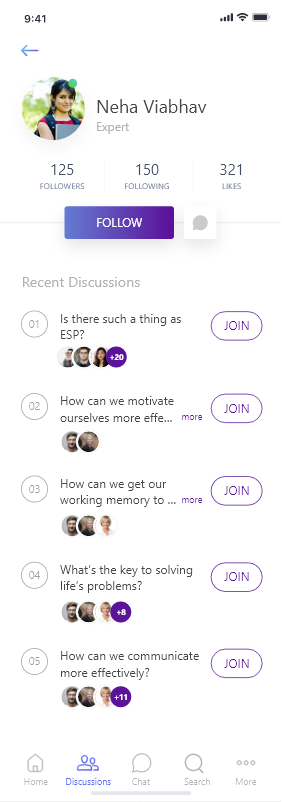 9:41
Neha Viabhav
Expert
125 150 321
FOLLOWERS FOLLOWING LIKES
FOLLOW
Recent Discussions
01 Is there such a thing as JOIN
ESP?
+20
02 How can we motivate JOIN
ourselves more effe... more
03 How can we get our JOIN
working memory to ... more
04 What's the key to solving JOIN
life's problems?
+8
05 How can we communicate JOIN
more effectively?
+11
Home Discussions Chat Search More